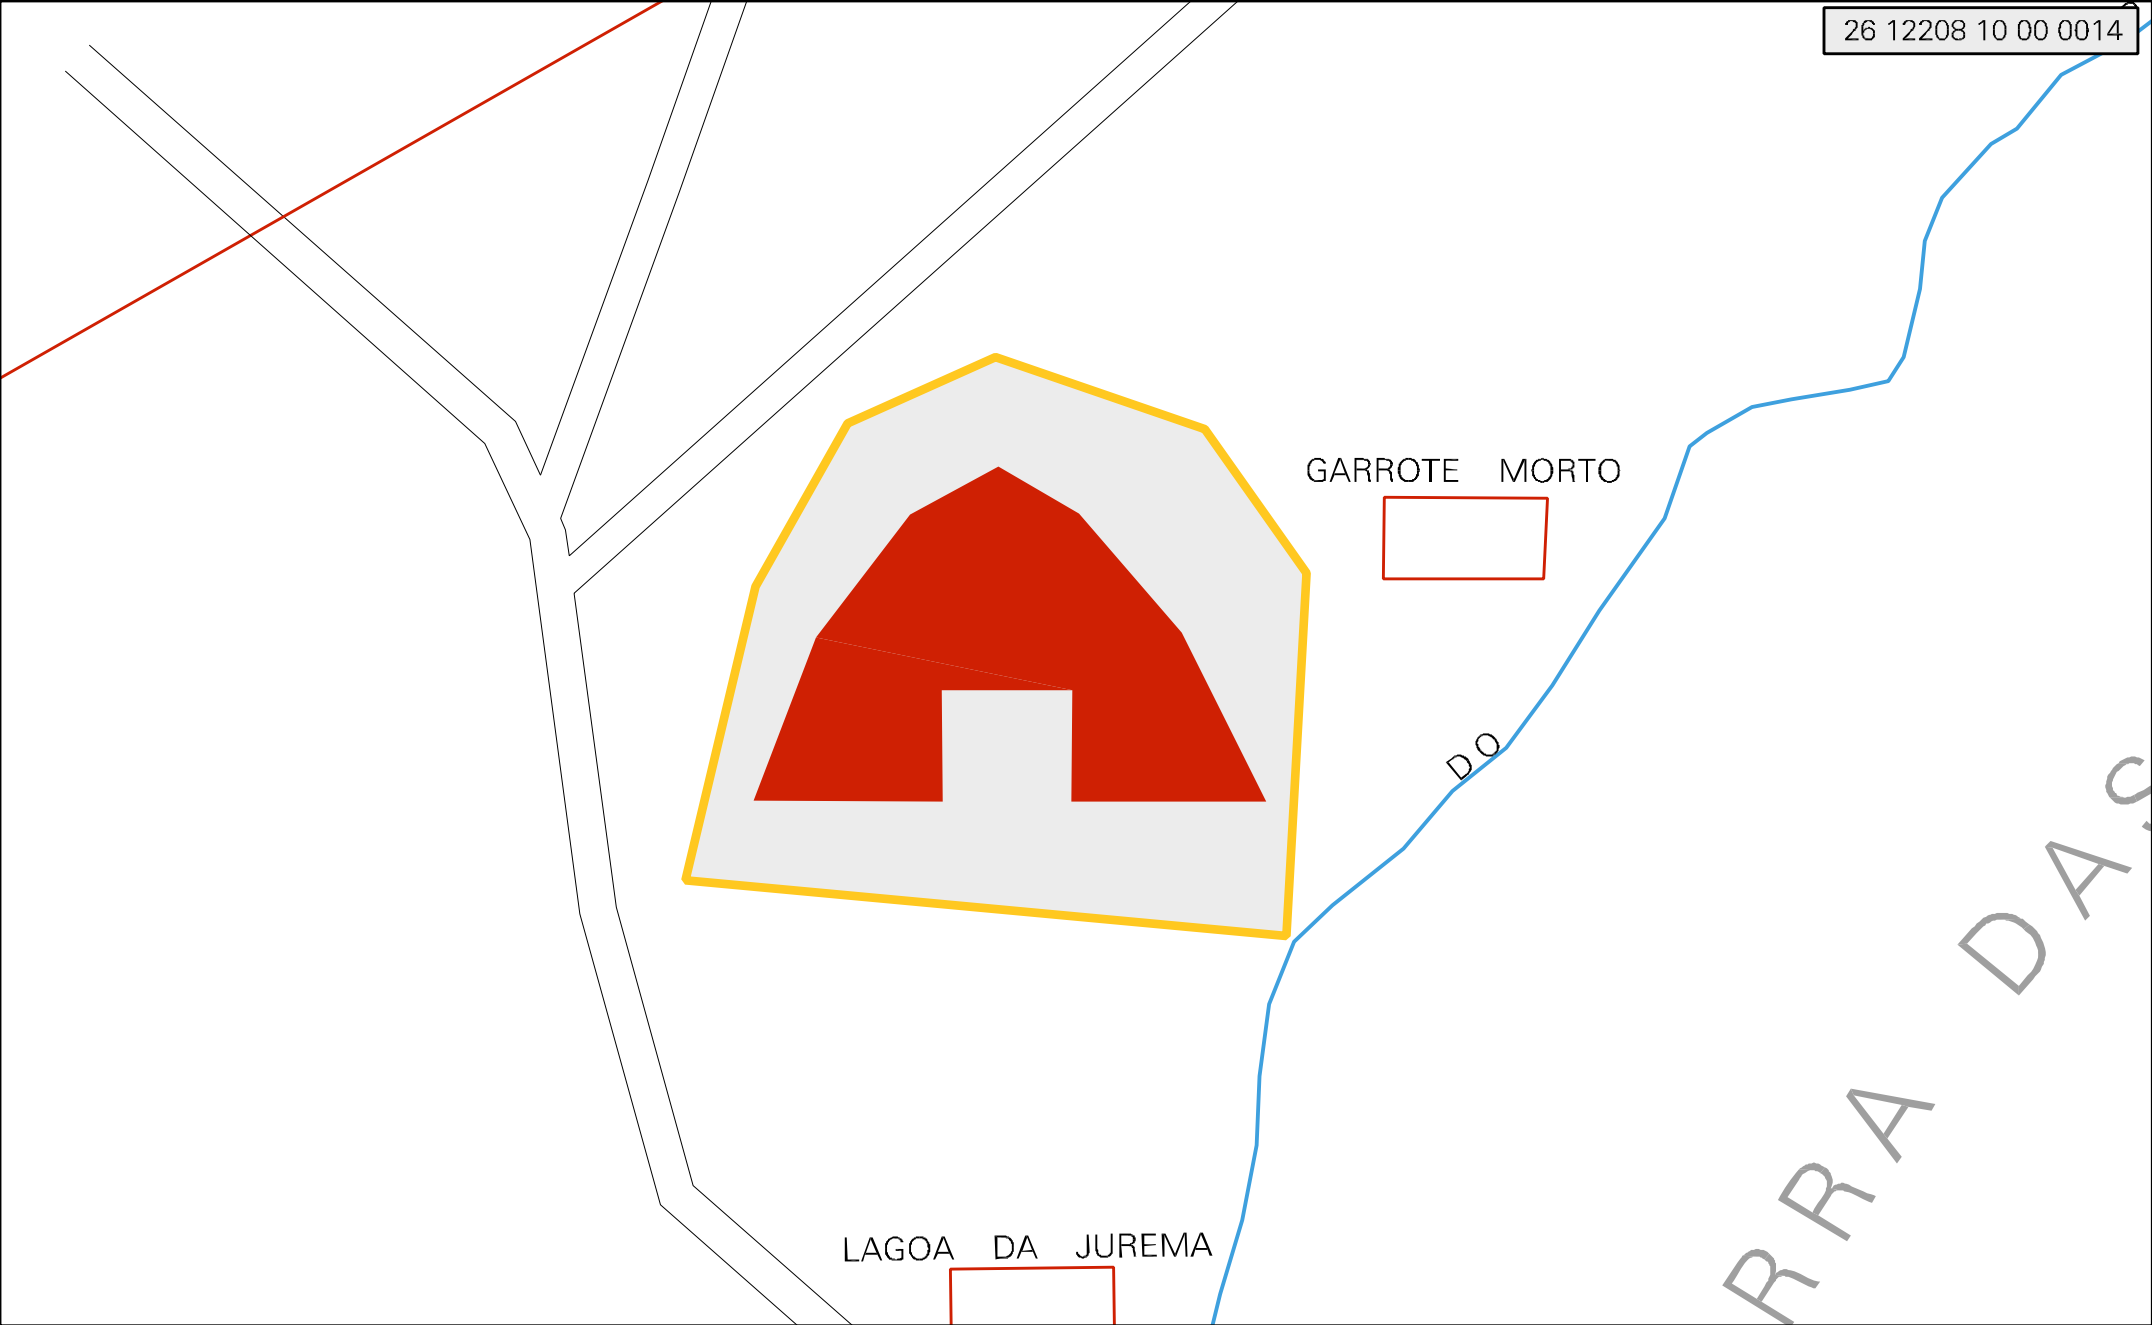 26 12208 10 00 0014
GARROTE MORTO
DO
DAS
RRA
LAGOA DA JUREMA